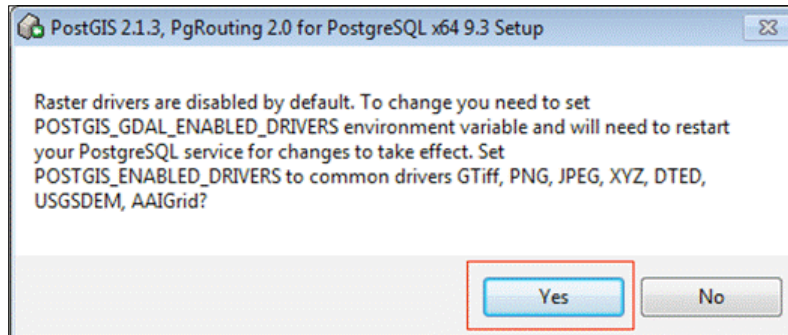 PostGIS 2.1.3, PgRouting 2.0 for PostgreSQL x64 9.3 Setup
Raster drivers are disabled by default. To change you need to set
POSTGIS_GDAL_ENABLED_DRIVERS environment variable and will need to restart
your PostgreSQL service for changes to take effect. Set
POSTGIS_ENABLED_DRIVERS to common drivers GTiff, PNG, JPEG, XYZ, DTED,
USGSDEM, AAIGrid?
Yes No